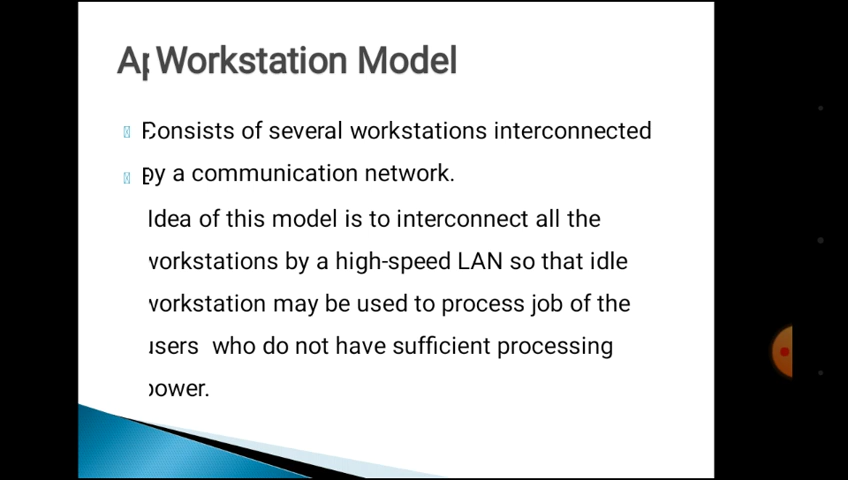 Workstation Model
Consists of several workstations interconnected
by a communication network.
Idea of this model is to interconnect all the
workstations by a high-speed LAN so that idle
workstation may be used to process job of the
users who do not have sufficient processing
power.